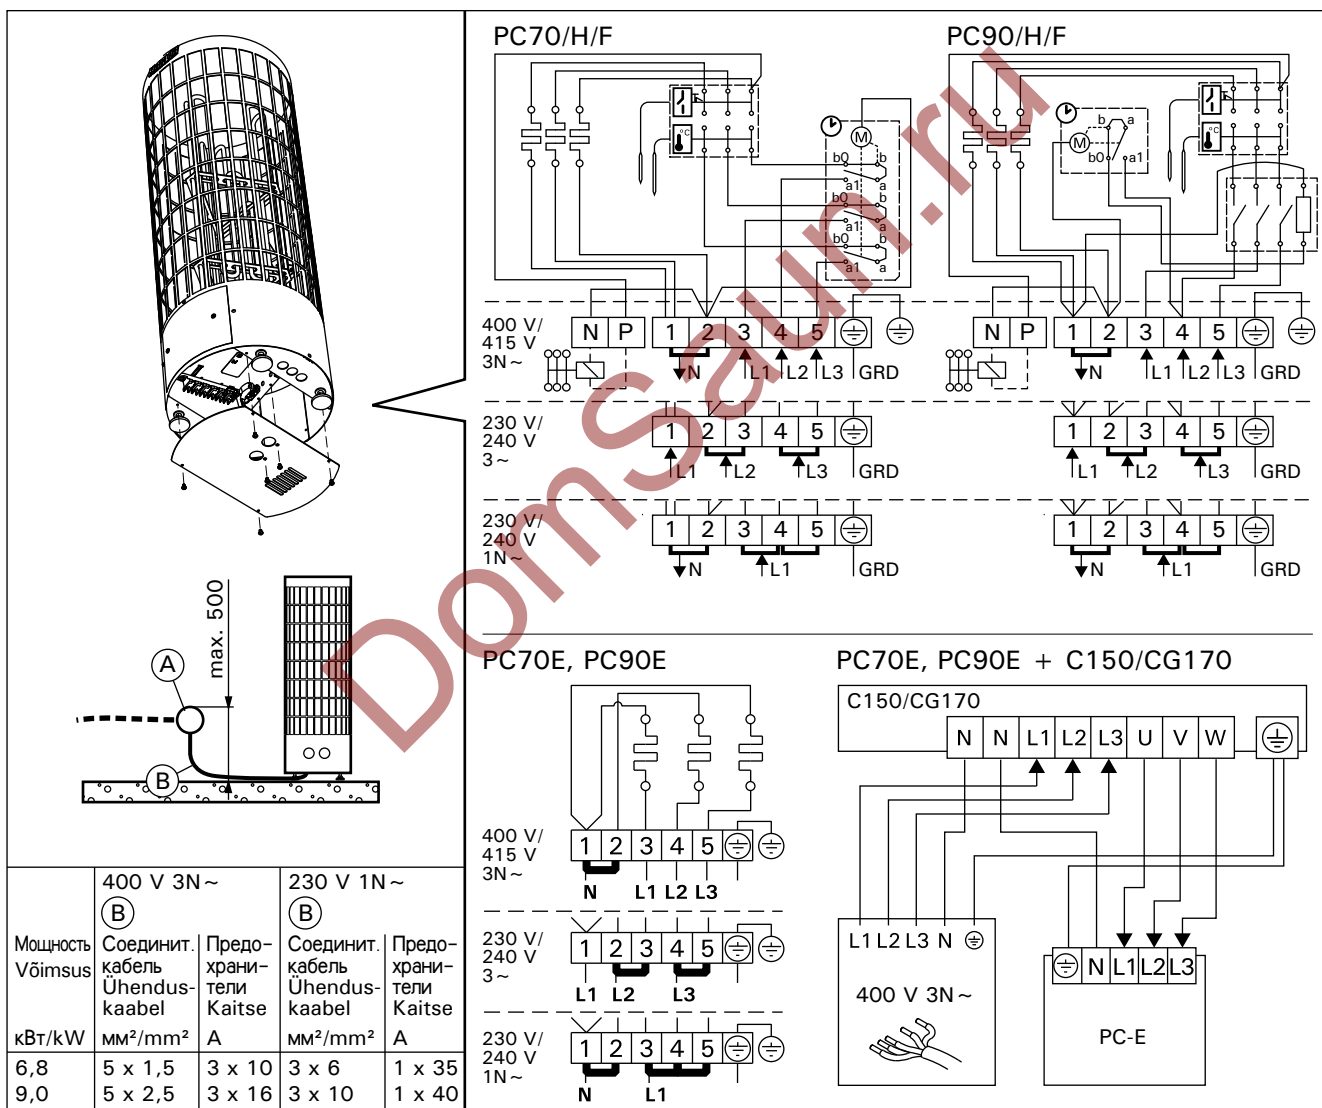 PC70/H/F
b0
b
a1
a
b0
b
a1
a
b0
b
a1
a
M
°C
400 V/
415 V
3N~
N P
1 2 3 4 5
N
L1 L2 L3
GRD
230 V/
240 V
3~
1 2 3 4 5
L1 L2 L3
GRD
230 V/
240 V
1N~
1 2 3 4 5
N
L1
GRD
PC90/H/F
M
b a
b0 a1
°C
N P
1 2 3 4 5
N
L1 L2 L3
GRD
1 2 3 4 5
L1 L2 L3
GRD
1 2 3 4 5
N
L1
GRD
max. 500
A
B
400 V 3N~
230 V 1N~
B
B
Мощность
Võimsus
Соединит.
кабель
Ühendus-
kaabel
Предо-
храни-
тели
Kaitse
Соединит.
кабель
Ühendus-
kaabel
Предо-
храни-
тели
Kaitse
кВт/kW мм²/mm² A мм²/mm² A
6,8 5 x 1,5 3 x 10 3 x 6 1 x 35
9,0 5 x 2,5 3 x 16 3 x 10 1 x 40
PC70E, PC90E
400 V/
415 V
3N~
1 2 3 4 5
N L1 L2 L3
230 V/
240 V
3~
1 2 3 4 5
L1 L2 L3
230 V/
240 V
1N~
1 2 3 4 5
N L1
PC70E, PC90E + C150/CG170
C150/CG170
N N L1 L2 L3 U V W
L1 L2 L3 N
400 V 3N~
N L1 L2 L3
PC-E
DomSaun.ru